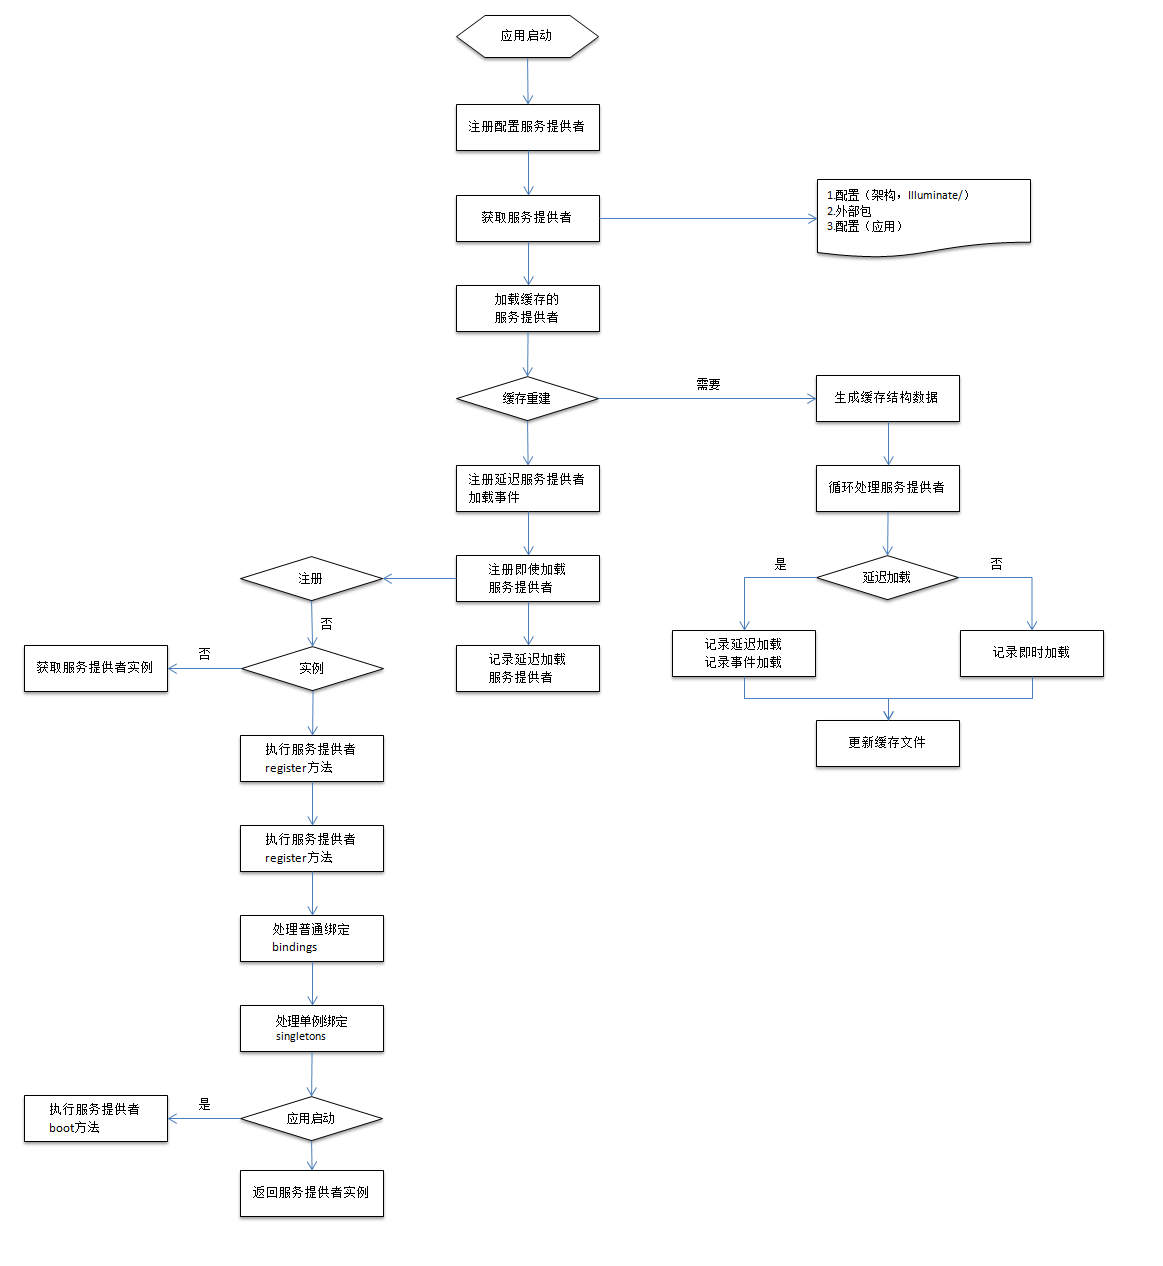 应用启动
注册配置服务提供者
获取服务提供者
1.配置（架构，Illuminate/）
2.外部包
3.配置（应用）
加载缓存的
服务提供者
缓存重建
需要
生成缓存结构数据
注册延迟服务提供者
加载事件
循环处理服务提供者
注册即使加载
服务提供者
注册
否
延迟加载
是
否
记录延迟加载
服务提供者
实例
否
获取服务提供者实例
记录延迟加载
记录事件加载
记录即时加载
更新缓存文件
执行服务提供者
register方法
执行服务提供者
register方法
处理普通绑定
bindings
处理单例绑定
singletons
应用启动
是
执行服务提供者
boot方法
返回服务提供者实例